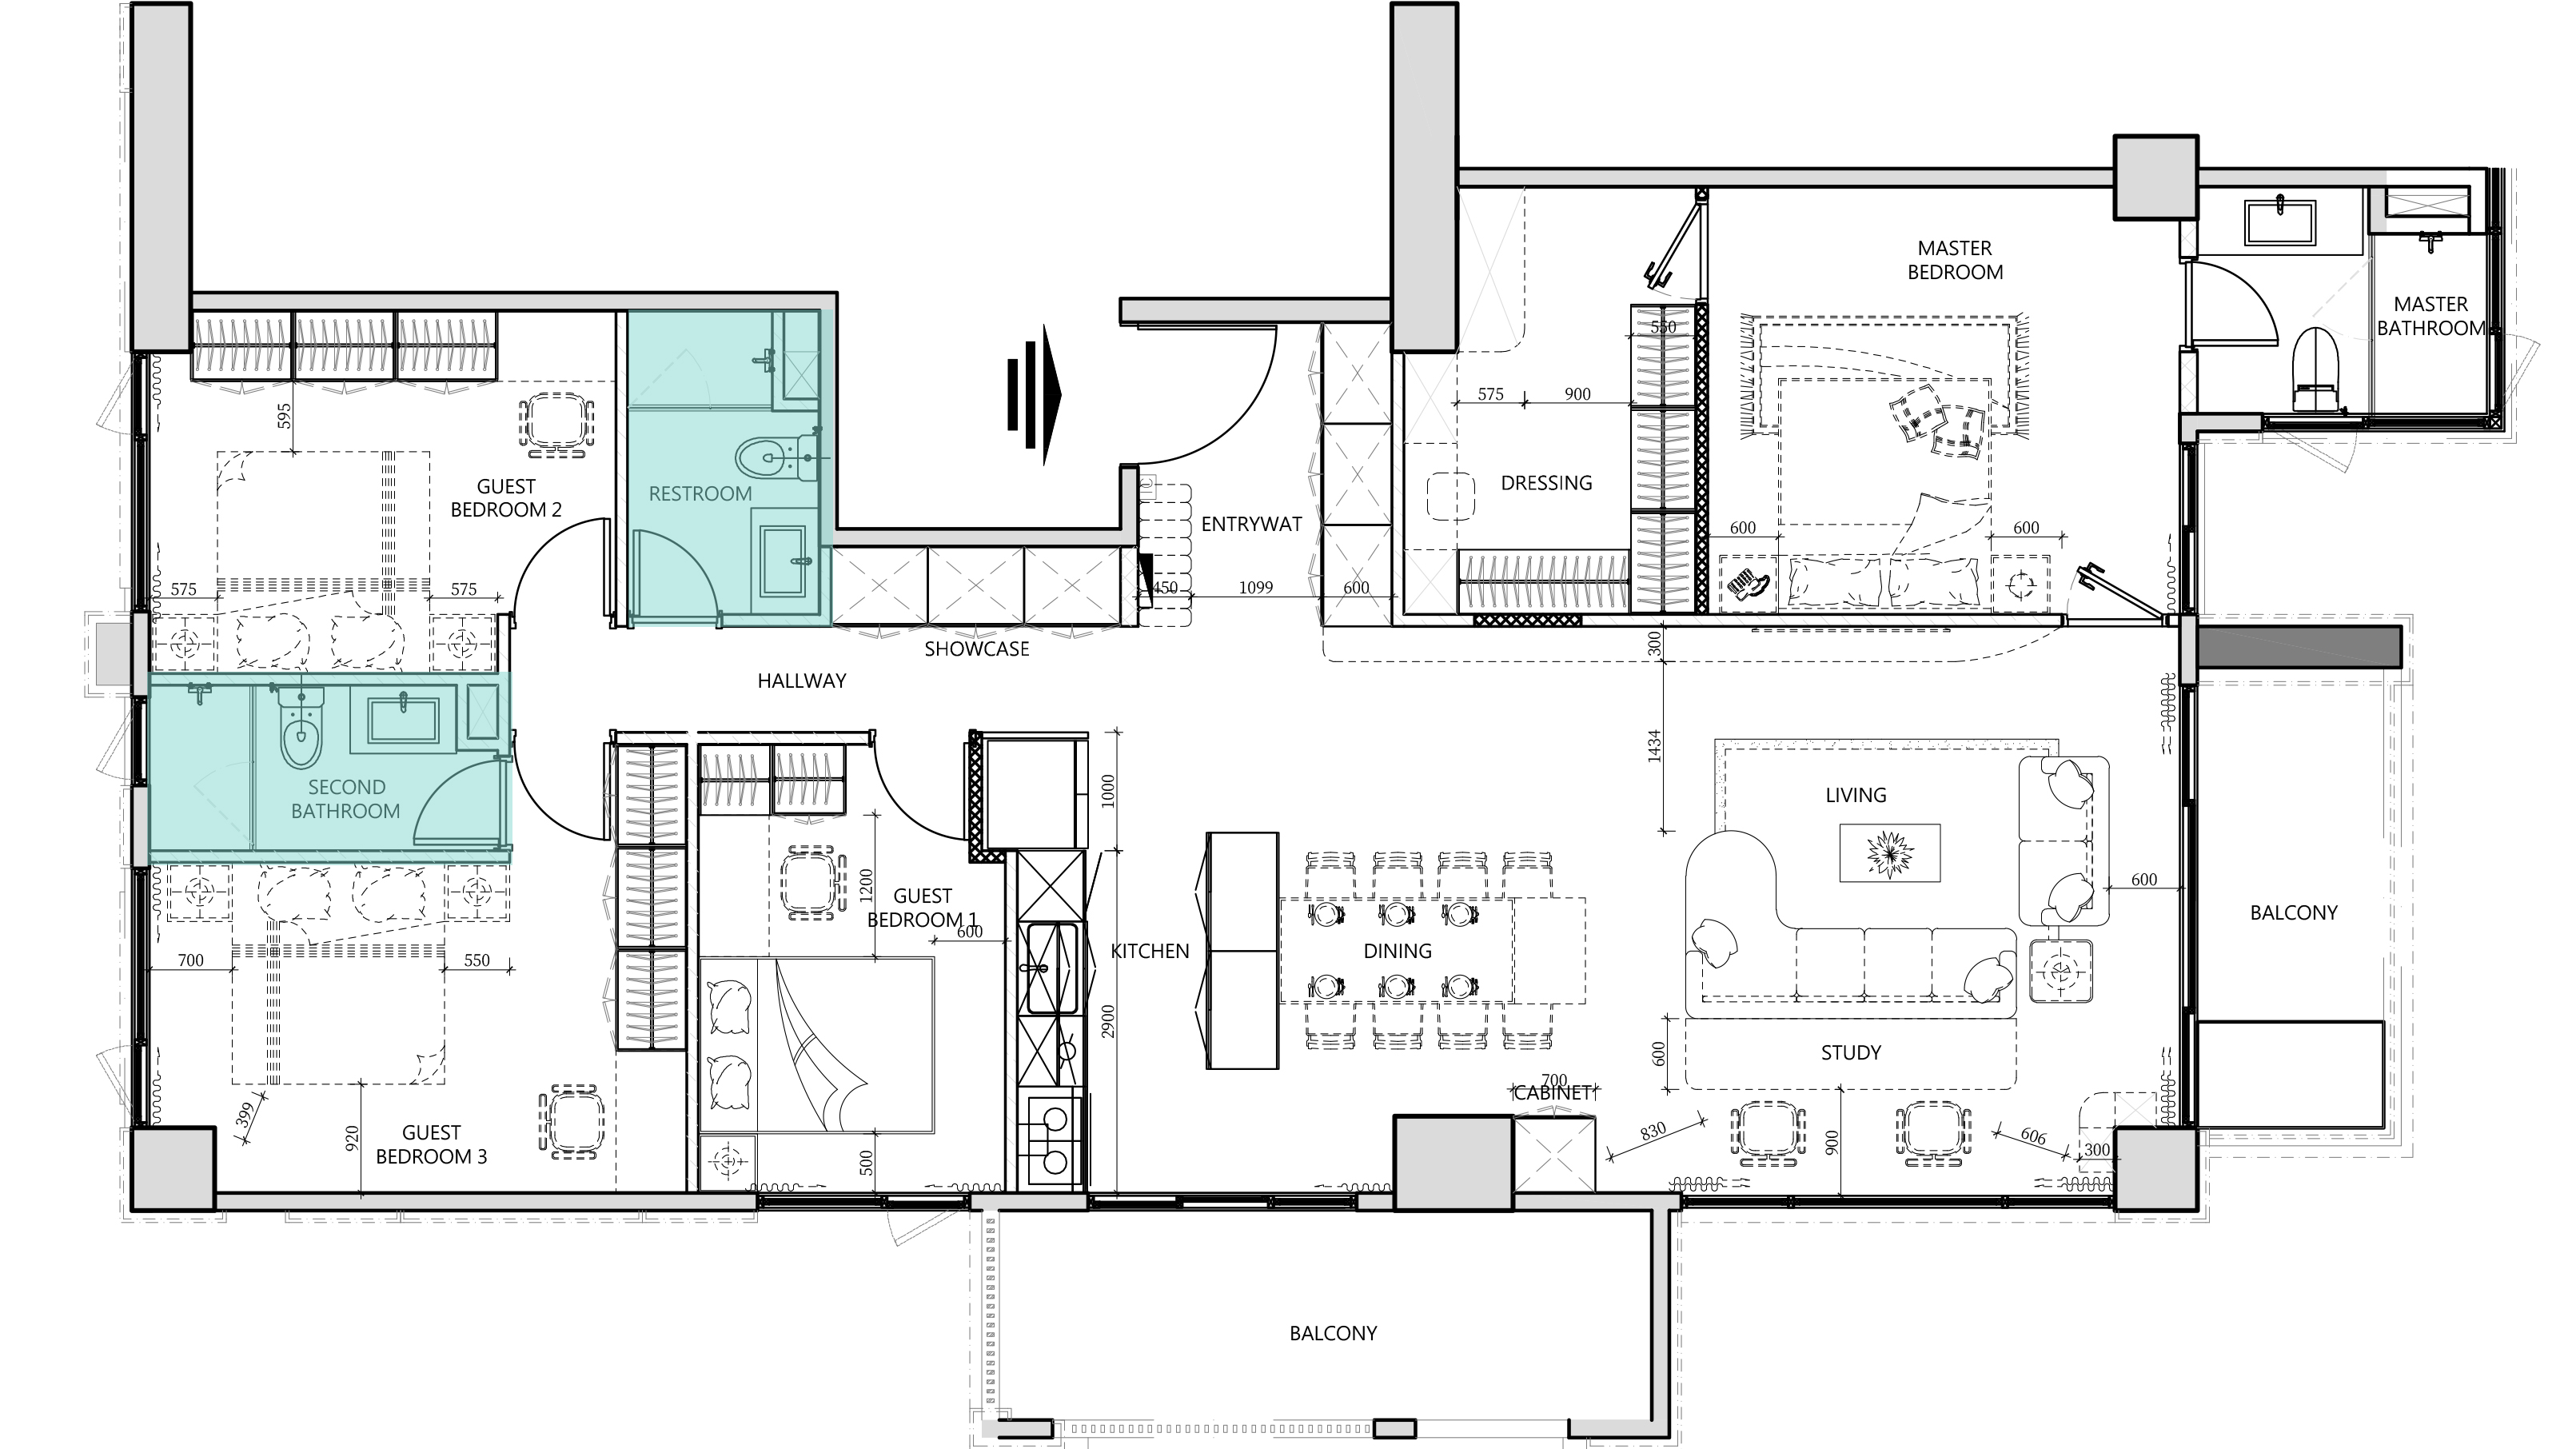 MASTER
BEDROOM
MASTER
BATHROOM
550
575
900
595
GUEST
BEDROOM 2
RESTROOM
DRESSING
ENTRYWAT
600
600
575
575
450
1099
600
SHOWCASE
300
HALLWAY
1434
SECOND
BATHROOM
1000
LIVING
1200
GUEST
BEDROOM 1
600
600
BALCONY
KITCHEN
DINING
700
550
2900
600
STUDY
700
CABINET
399
920
GUEST
BEDROOM 3
500
830
900
606
300
BALCONY